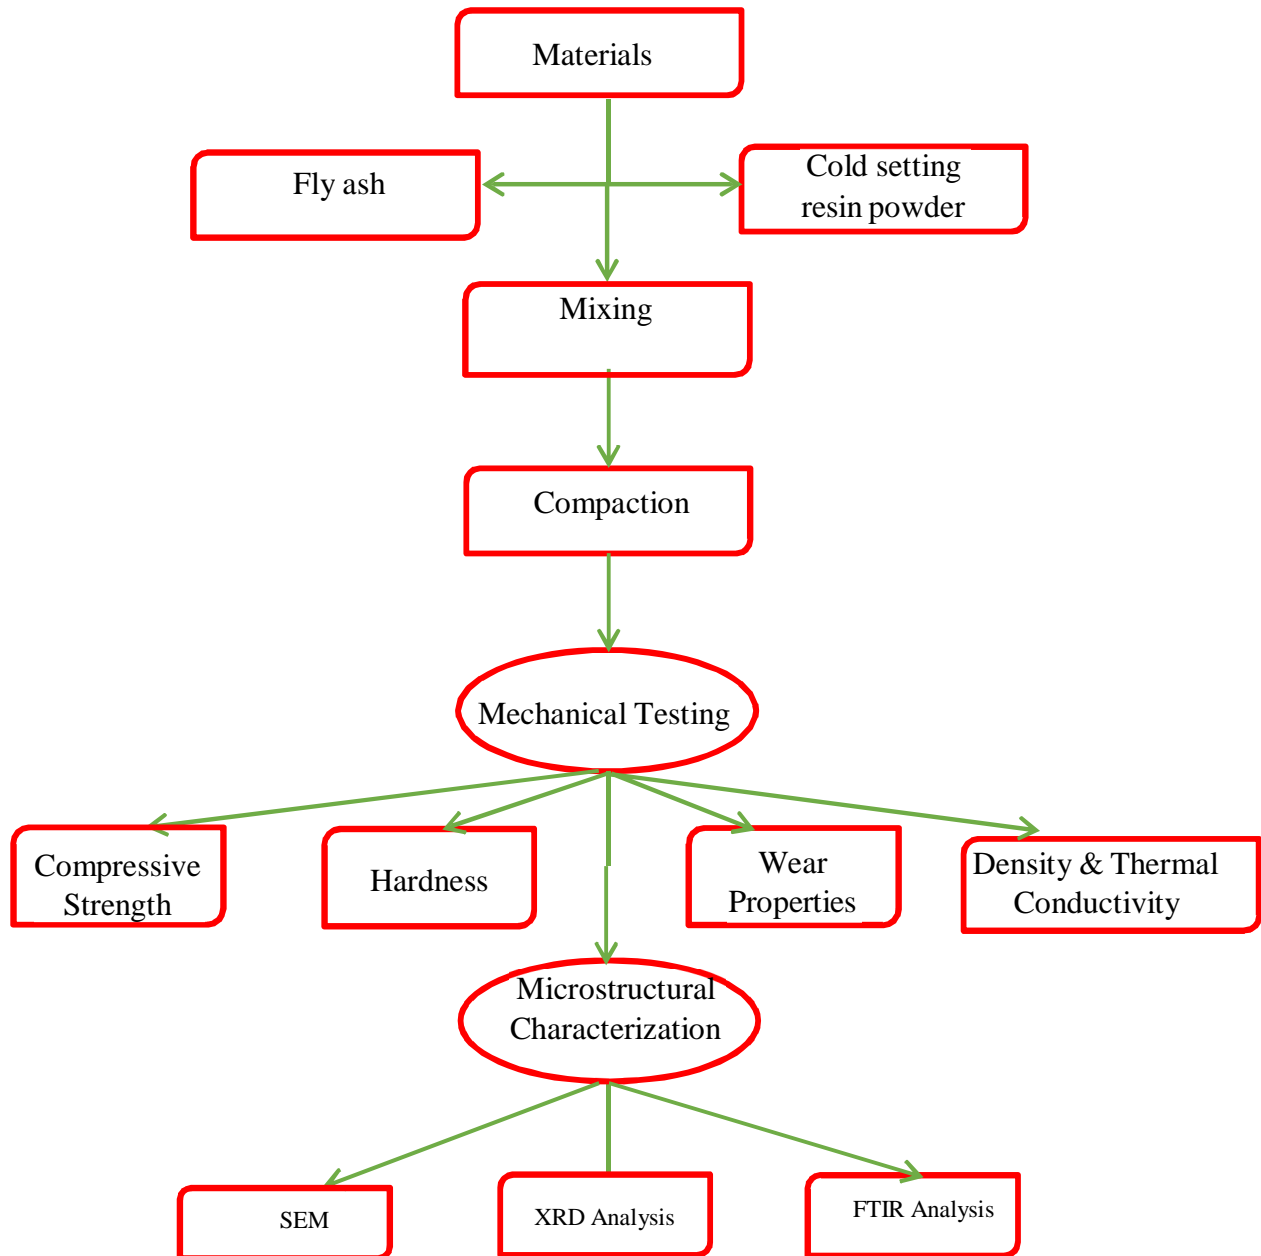 Materials
Fly ash
Cold setting
resin powder
Mixing
Compaction
Mechanical Testing
Compressive
Strength
Hardness
Wear
Properties
Density & Thermal
Conductivity
Microstructural
Characterization
SEM
XRD Analysis
FTIR Analysis